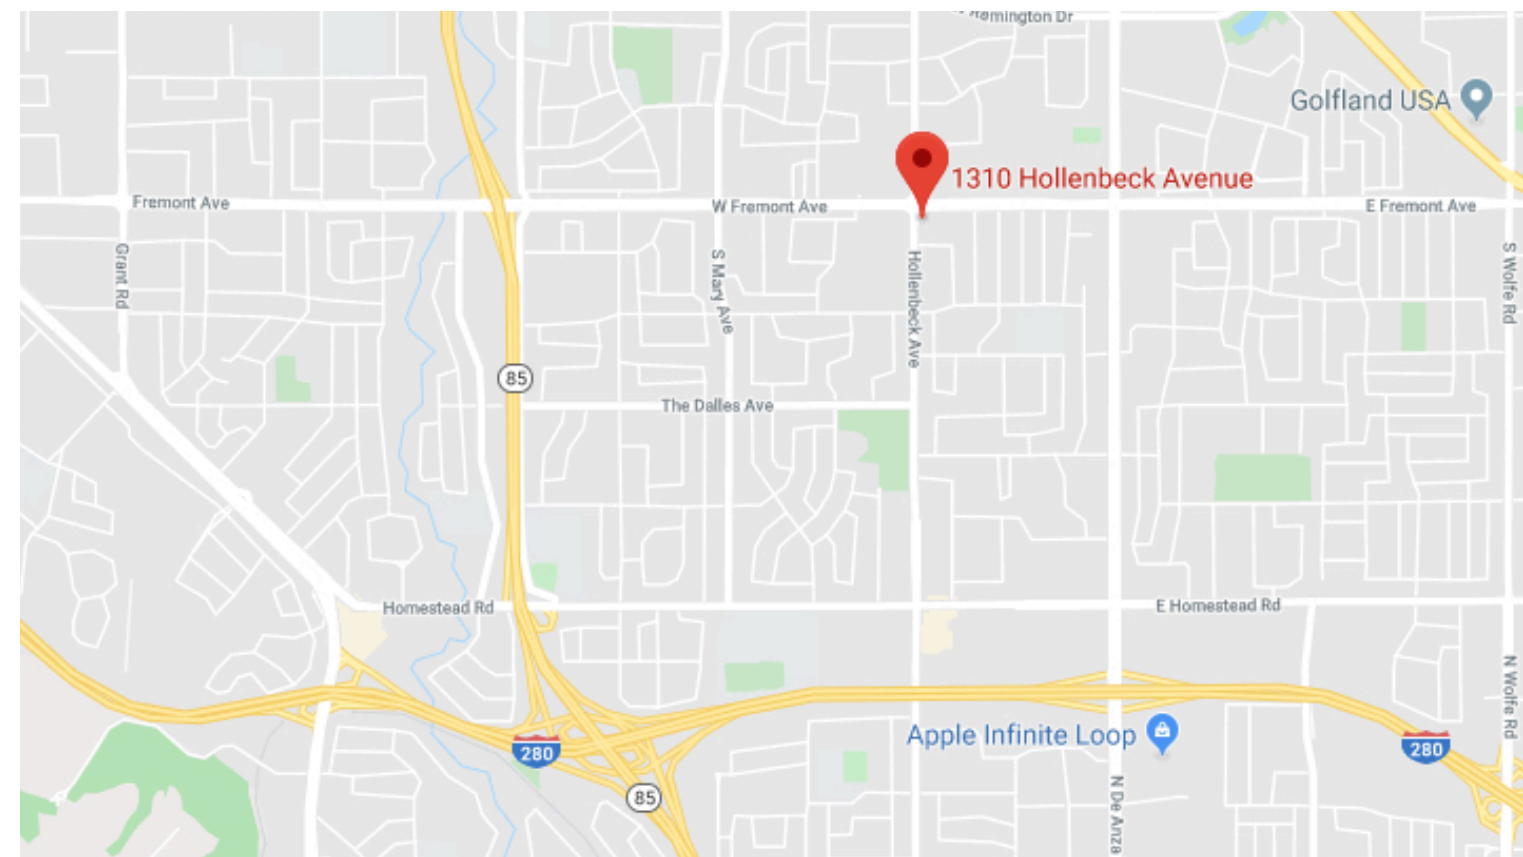 Remington Dr
Golfland USA
1310 Hollenbeck Avenue
Fremont Ave
W Fremont Ave
E Fremont Ave
Grant Rd
S Mary Ave
Hollenbeck Ave
S Wolfe Rd
85
The Dalles Ave
Homestead Rd
E Homestead Rd
N Wolfe Rd
Apple Infinite Loop
280
280
85
N De Anza